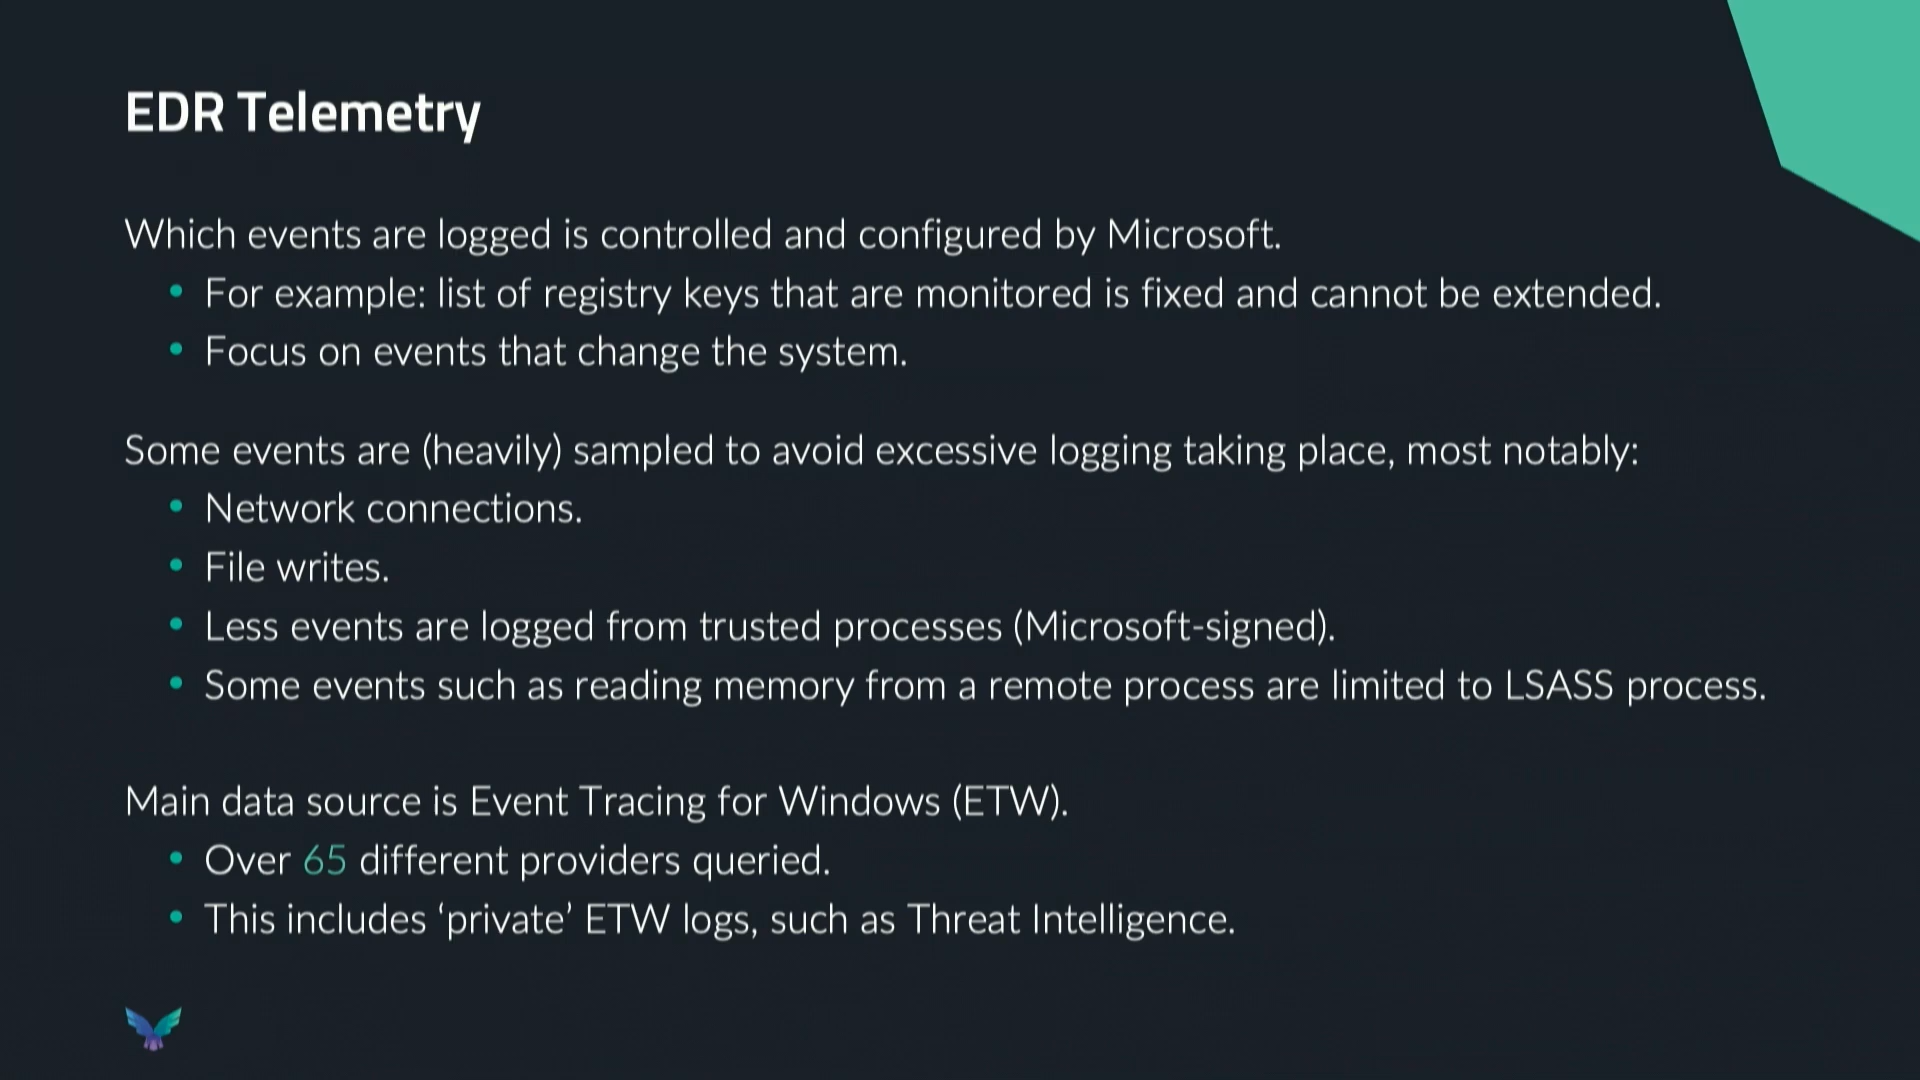 EDR Telemetry
Which events are logged is controlled and configured by Microsoft.
• For example: list of registry keys that are monitored is fixed and cannot be extended.
• Focus on events that change the system.
Some events are (heavily) sampled to avoid excessive logging taking place, most notably:
• Network connections.
• File writes.
• Less events are logged from trusted processes (Microsoft-signed).
• Some events such as reading memory from a remote process are limited to LSASS process.
Main data source is Event Tracing for Windows (ETW).
• Over 65 different providers queried.
• This includes ‘private’ ETW logs, such as Threat Intelligence.